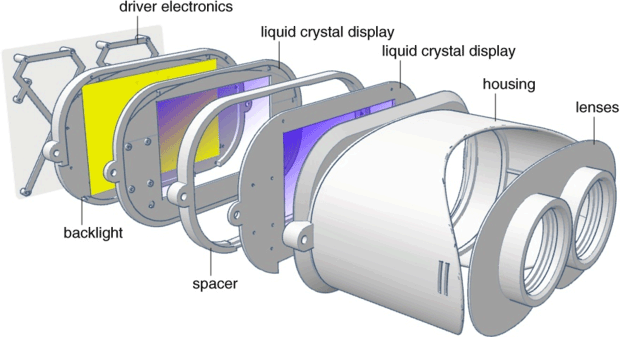 driver electronics
liquid crystal display
liquid crystal display
housing
lenses
backlight
spacer